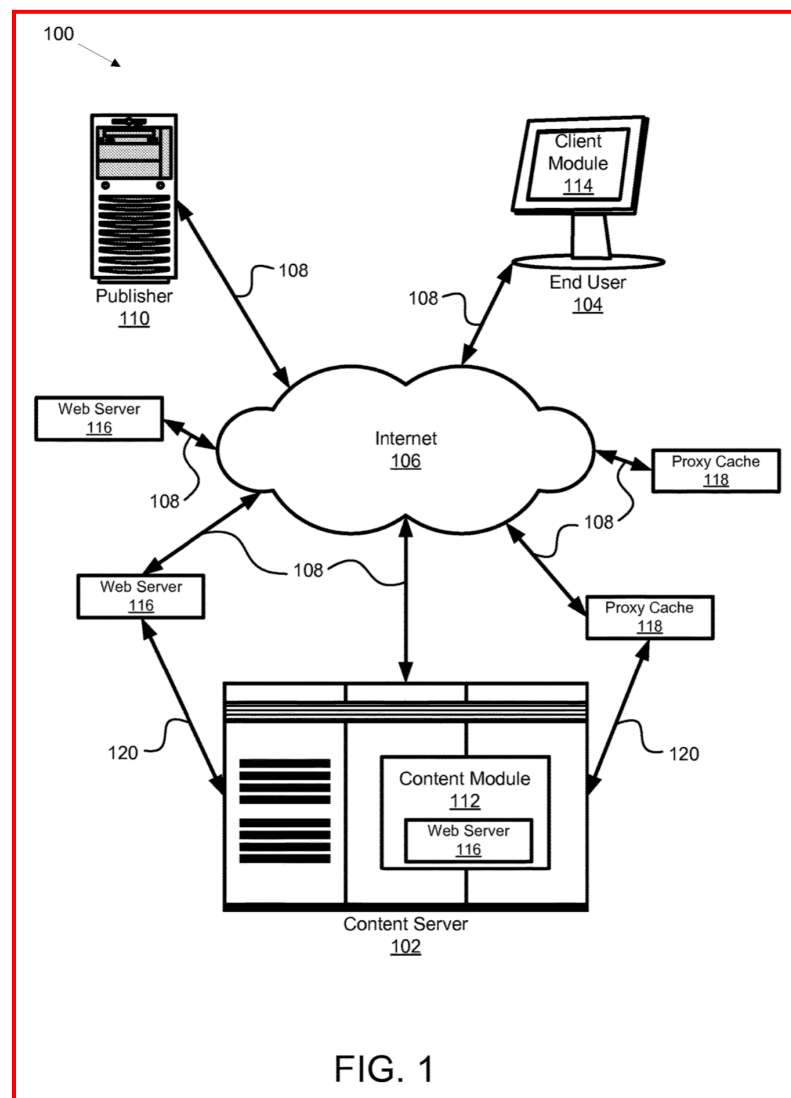 100
Client
Module
114
Publisher
110
108
108
End User
104
Web Server
116
Internet
106
Proxy Cache
118
108
108
108
Web Server
116
Proxy Cache
118
120
120
Content Module
112
Web Server
116
Content Server
102
FIG. 1